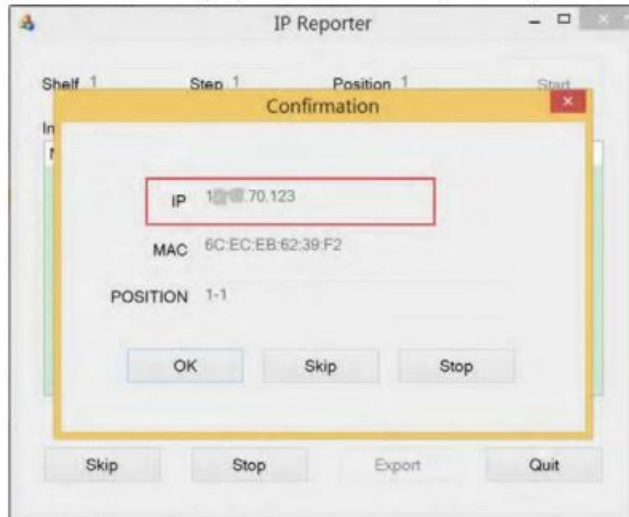 IP Reporter
Shelf 1 Step 1 Position 1 Start
Confirmation
In
IP .70.123
MAC 6C:EC:EB:62:39:F2
POSITION 1-1
OK Skip Stop
Skip Stop Export Quit